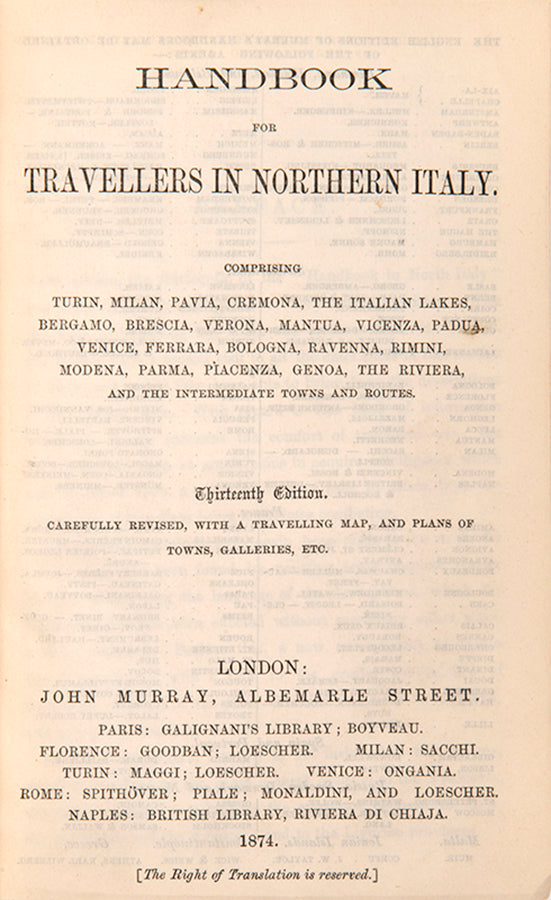 HANDBOOK
FOR
TRAVELLERS IN NORTHERN ITALY.
COMPRISING
TURIN, MILAN, PAVIA, CREMONA, THE ITALIAN LAKES,
BERGAMO, BRESCIA, VERONA, MANTUA, VICENZA, PADUA,
VENICE, FERRARA, BOLOGNA, RAVENNA, RIMINI,
MODENA, PARMA, PIACENZA, GENOA, THE RIVIERA,
AND THE INTERMEDIATE TOWNS AND ROUTES.
Thirteenth Edition.
CAREFULLY REVISED, WITH A TRAVELLING MAP, AND PLANS OF
TOWNS, GALLERIES, ETC.
LONDON:
JOHN MURRAY, ALBEMARLE STREET.
PARIS: GALIGNANI'S LIBRARY; BOYVEAU.
FLORENCE: GOODBAN; LOESCHER. MILAN: SACCHI.
TURIN: MAGGI; LOESCHER. VENICE: ONGANIA.
ROME: SPITHÖVER; PIALE; MONALDINI, AND LOESCHER.
NAPLES: BRITISH LIBRARY, RIVIERA DI CHIAJA.
1874.
[The Right of Translation is reserved.]